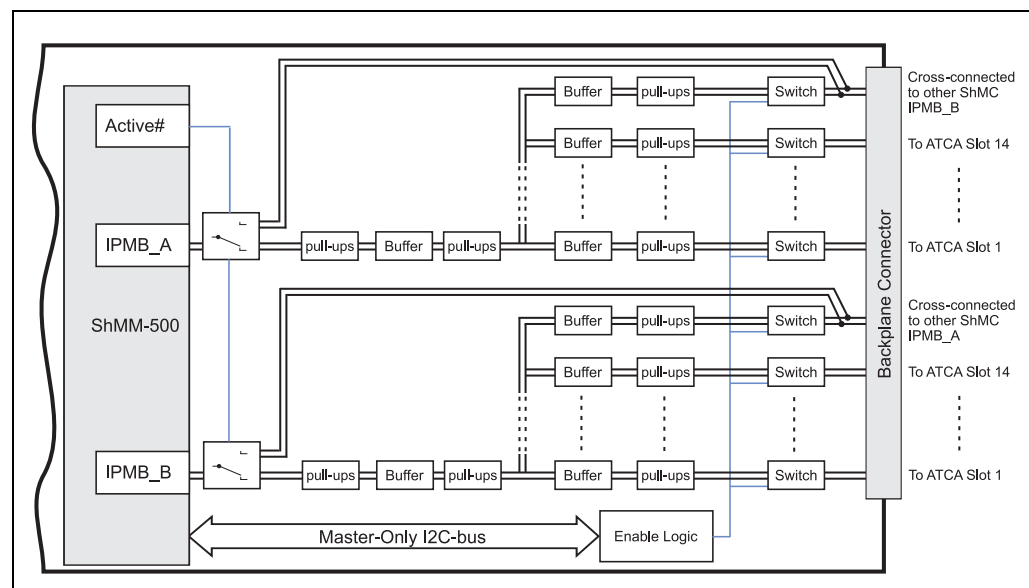 Cross-connected
to other ShMC
IPMB_B
Buffer pull-ups Switch
Active#
Buffer pull-ups Switch To ATCA Slot 14
IPMB_A pull-ups Buffer pull-ups Buffer pull-ups Switch To ATCA Slot 1
ShMM-500
Backplane Connector
Cross-connected
to other ShMC
IPMB_A
Buffer pull-ups Switch
Buffer pull-ups Switch To ATCA Slot 14
IPMB_B pull-ups Buffer pull-ups Buffer pull-ups Switch To ATCA Slot 1
Master-Only I2C-bus Enable Logic